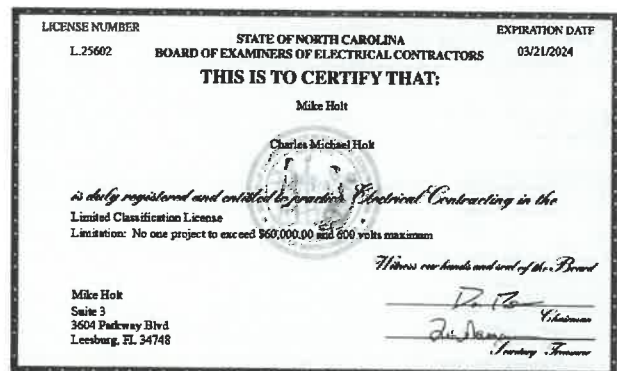 LICENSE NUMBER
L.25602
STATE OF NORTH CAROLINA
BOARD OF EXAMINERS OF ELECTRICAL CONTRACTORS
EXPIRATION DATE
03/21/2024
THIS IS TO CERTIFY THAT:
Mike Holt
Charles Michael Holt
is duly registered and entitled to practice Electrical Contracting in the
Limited Classification License
Limitation: No one project to exceed $60,000.00 and 600 volts maximum
Witness our hands and seal of the Board
Mike Holt
Suite 3
3604 Parkway Blvd
Leesburg, FL 34748
Chairman
Secretary Treasurer